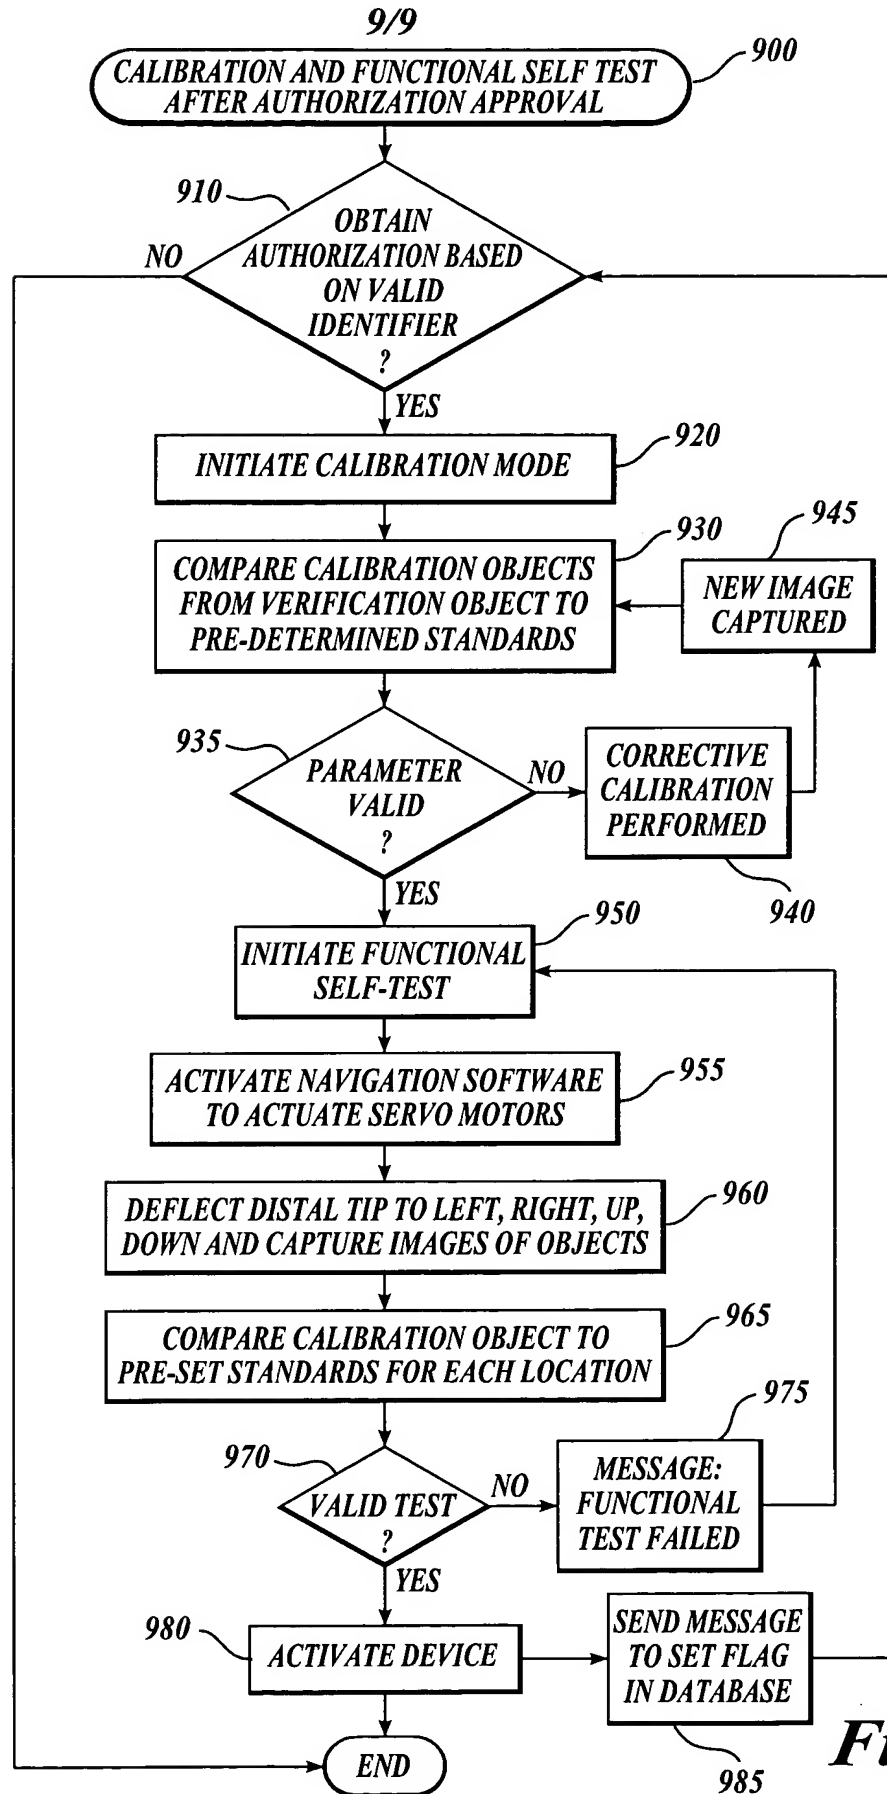 9/9
CALIBRATION AND FUNCTIONAL SELF TEST
AFTER AUTHORIZATION APPROVAL
900
910
OBTAIN
AUTHORIZATION BASED
ON VALID
IDENTIFIER
?
NO
YES
INITIATE CALIBRATION MODE
920
COMPARE CALIBRATION OBJECTS
FROM VERIFICATION OBJECT TO
PRE-DETERMINED STANDARDS
930
945
NEW IMAGE
CAPTURED
935
PARAMETER
VALID
?
NO
CORRECTIVE
CALIBRATION
PERFORMED
940
YES
INITIATE FUNCTIONAL
SELF-TEST
950
ACTIVATE NAVIGATION SOFTWARE
TO ACTUATE SERVO MOTORS
955
DEFLECT DISTAL TIP TO LEFT, RIGHT, UP,
DOWN AND CAPTURE IMAGES OF OBJECTS
960
COMPARE CALIBRATION OBJECT TO
PRE-SET STANDARDS FOR EACH LOCATION
965
970
VALID TEST
?
NO
975
MESSAGE:
FUNCTIONAL
TEST FAILED
YES
980
ACTIVATE DEVICE
SEND MESSAGE
TO SET FLAG
IN DATABASE
985
END